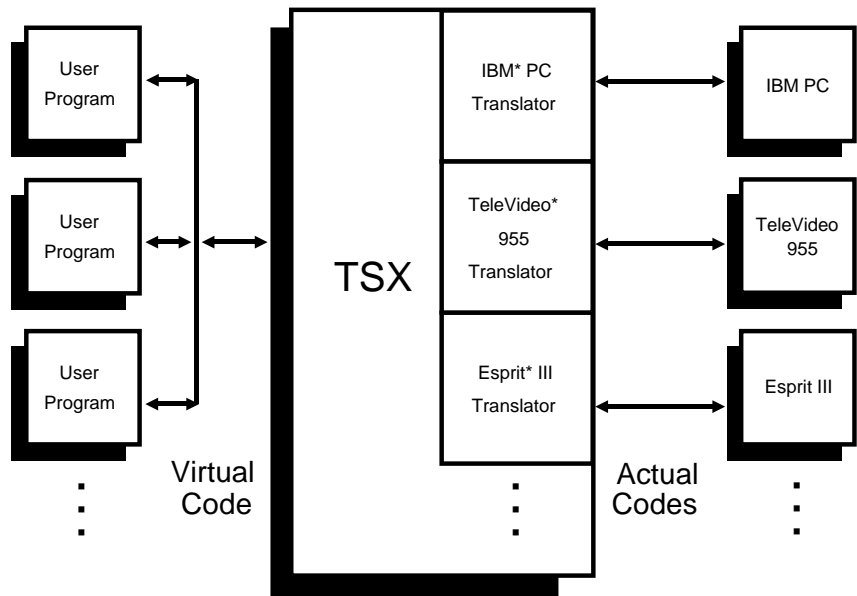 User
Program
User
Program
User
Program
Virtual
Code
TSX
IBM* PC
Translator
TeleVideo*
955
Translator
Esprit* III
Translator
Actual
Codes
IBM PC
TeleVideo
955
Esprit III